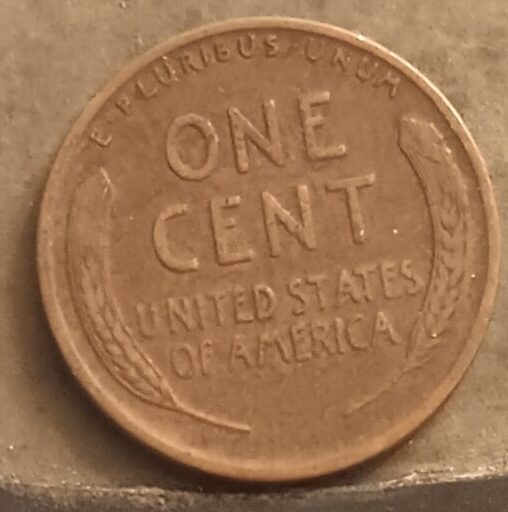 E · PLURIBUS · UNUM
ONE
CENT
UNITED STATES
OF AMERICA